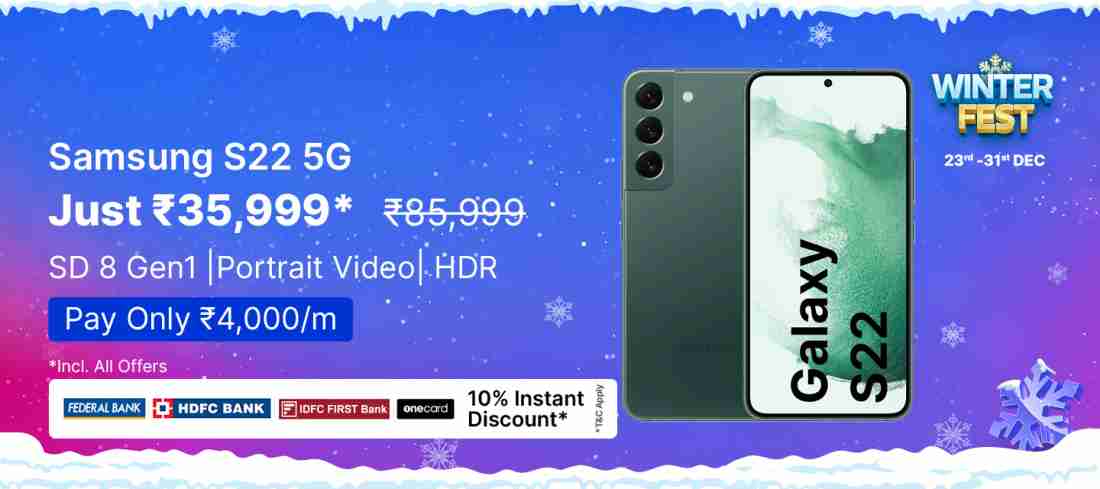 Samsung S22 5G
Just ₹35,999* ₹85,999
SD 8 Gen1 |Portrait Video| HDR
Pay Only ₹4,000/m
*Incl. All Offers
FEDERAL BANK
HDFC BANK
IDFC FIRST Bank
onecard
10% Instant
Discount*
*T&C Apply
Galaxy
S22
WINTER
FEST
23rd -31st DEC